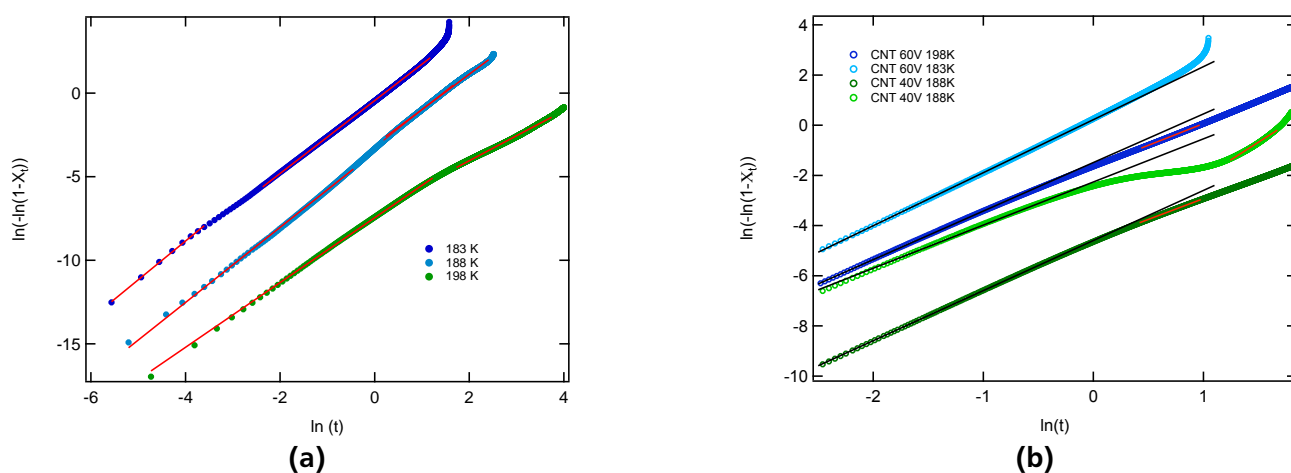 0
-5
-10
-15
ln(-ln(1-Xt))
-6
-4
-2
0
2
4
ln (t)
183 K
188 K
198 K
(a)
4
2
0
-2
-4
-6
-8
-10
ln(-ln(1-Xt))
-2
-1
0
1
ln(t)
CNT 60V 198K
CNT 60V 183K
CNT 40V 188K
CNT 40V 188K
(b)